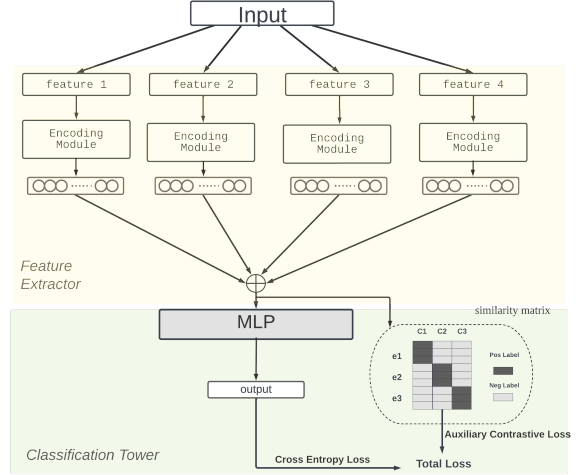 Input
feature 1
feature 2
feature 3
feature 4
Encoding
Module
Encoding
Module
Encoding
Module
Encoding
Module
Feature
Extractor
similarity matrix
MLP
C1 C2 C3
e1
e2
e3
Pos Label
Neg Label
output
Auxiliary Contrastive Loss
Classification Tower
Cross Entropy Loss
Total Loss